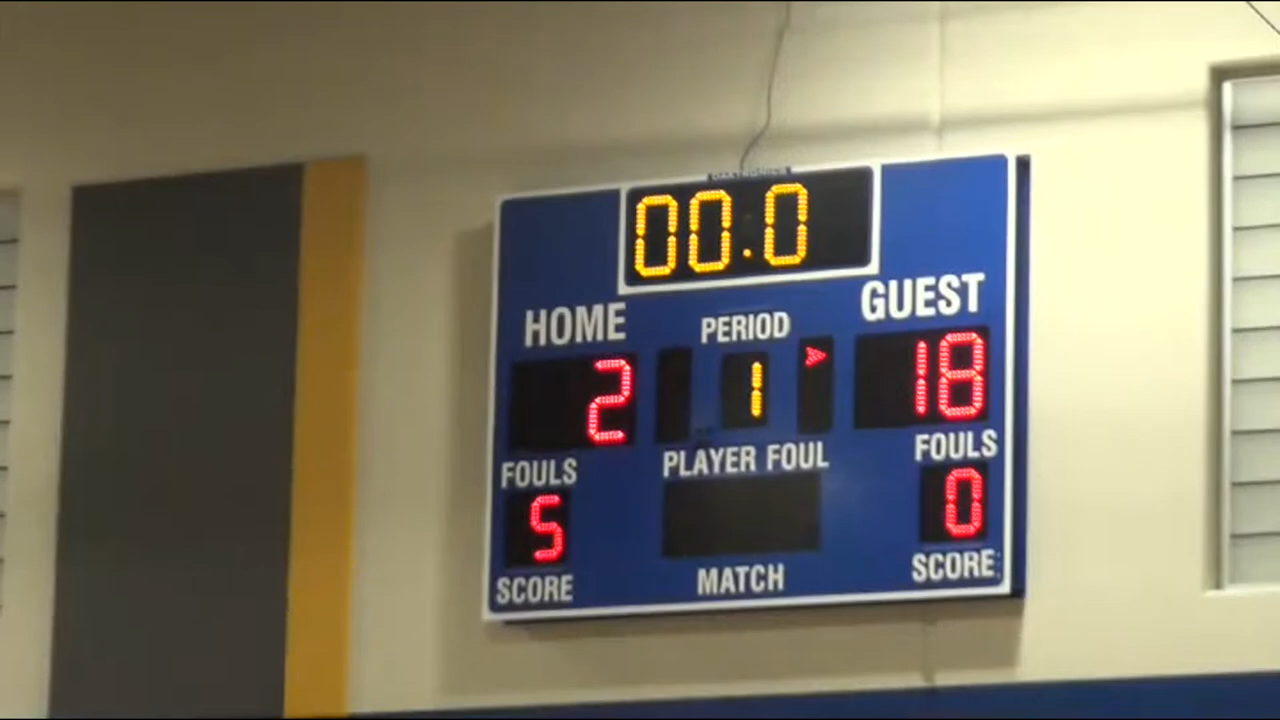 00.0
HOME PERIOD GUEST
2 1 18
FOULS PLAYER FOUL FOULS
5 0
SCORE MATCH SCORE